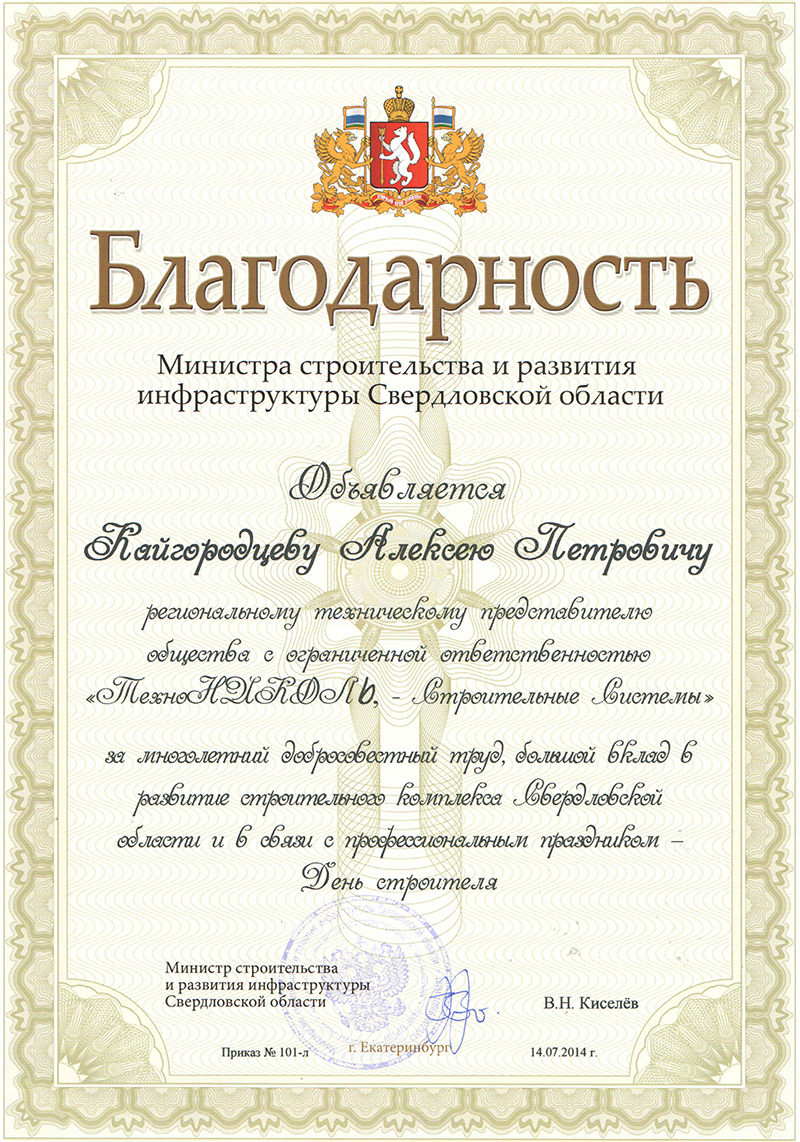 Благодарность
Министра строительства и развития
инфраструктуры Свердловской области
Объявляется
Кайгородцеву Алексею Петровичу
региональному техническому представителю
общества с ограниченной ответственностью
«ТехноНИКОЛЬ, - Строительные Системы»
за многолетний добросовестный труд, большой вклад в
развитие строительного комплекса Свердловской
области и в связи с профессиональным праздником –
День строителя
Министр строительства
и развития инфраструктуры
Свердловской области
В.Н. Киселёв
Приказ № 101-л
г. Екатеринбург
14.07.2014 г.